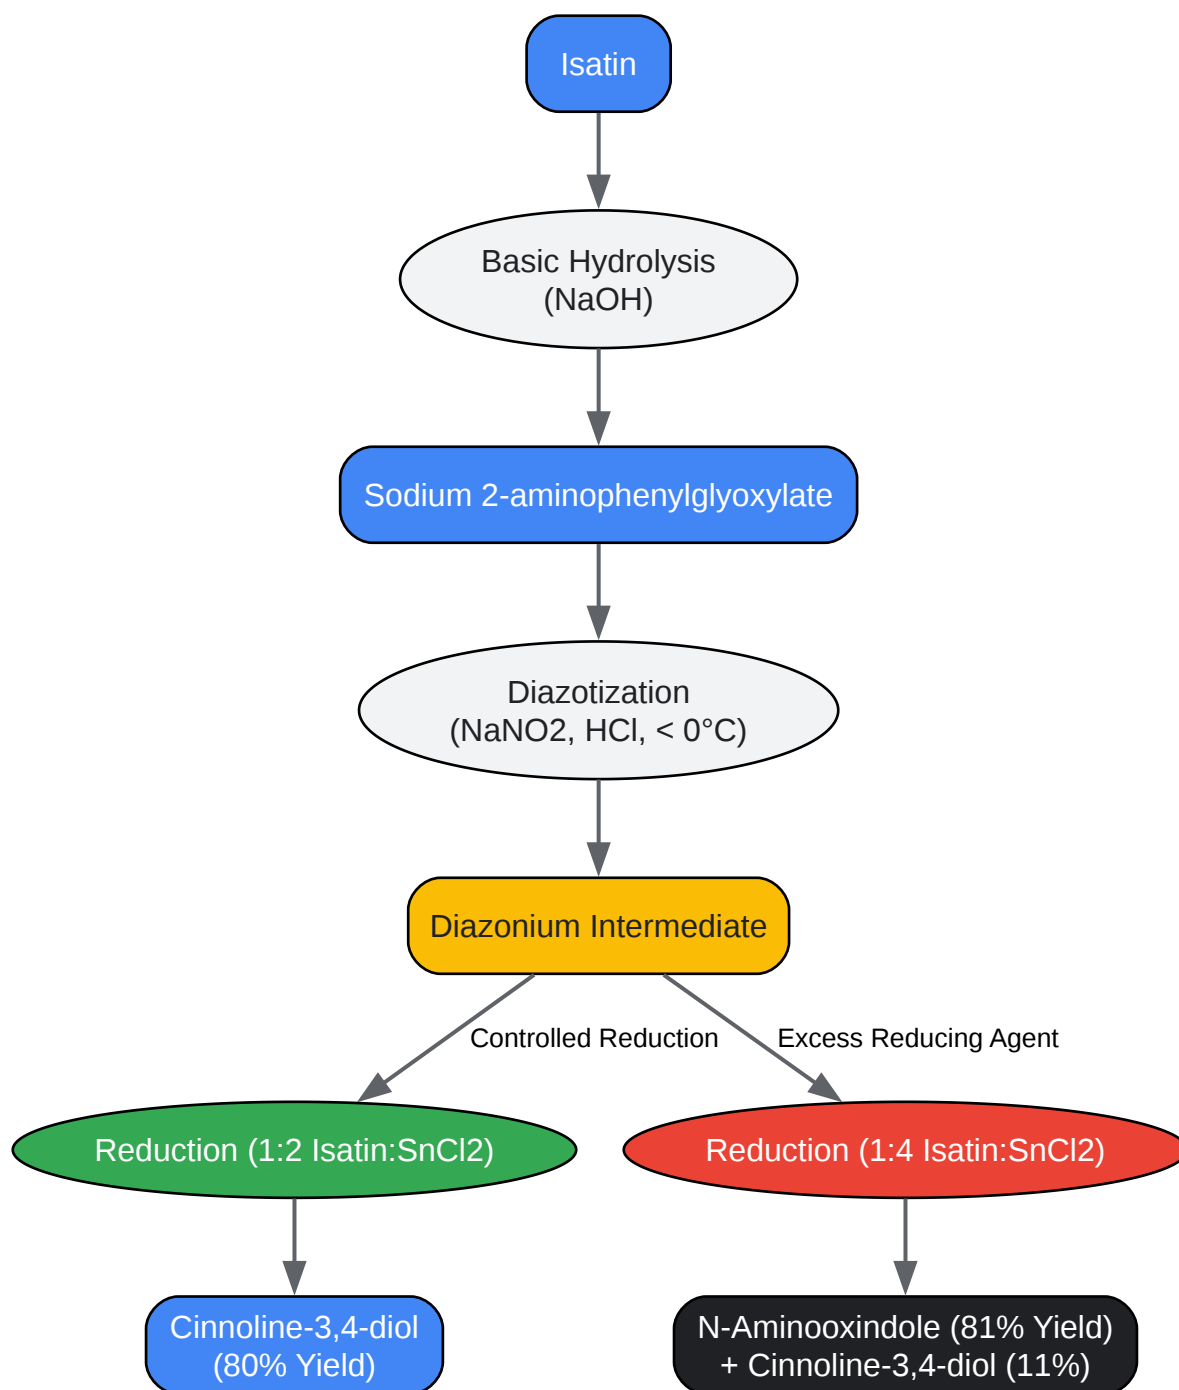 Isatin
Basic Hydrolysis
(NaOH)
Sodium 2-aminophenylglyoxylate
Diazotization
(NaNO2, HCl, < 0°C)
Diazonium Intermediate
Controlled Reduction
Excess Reducing Agent
Reduction (1:2 Isatin:SnCl2)
Reduction (1:4 Isatin:SnCl2)
Cinnoline-3,4-diol
(80% Yield)
N-Aminooxindole (81% Yield)
+ Cinnoline-3,4-diol (11%)